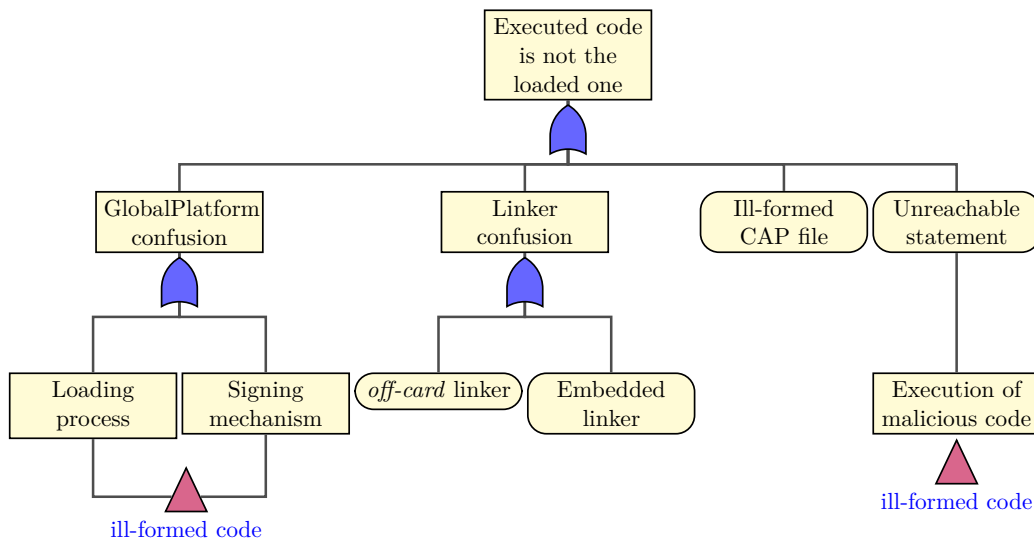 Executed code
is not the
loaded one
GlobalPlatform
confusion
Linker
confusion
Ill-formed
CAP file
Unreachable
statement
Loading
process
Signing
mechanism
off-card linker
Embedded
linker
Execution of
malicious code
ill-formed code
ill-formed code